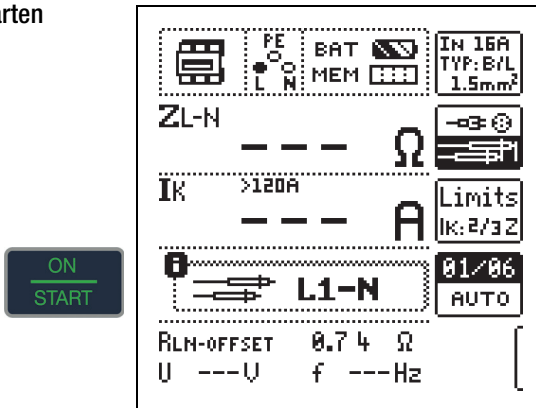 arten
PE
L N
BAT
MEM
IN 16A
TYP: B/L
1.5mm²
ZL-N
--- Ω
IK >120A
--- A
Limits
IK: 2/3 Z
L1-N
01/06
AUTO
RLN-OFFSET 0.74 Ω
U ---V f ---Hz
ON
START